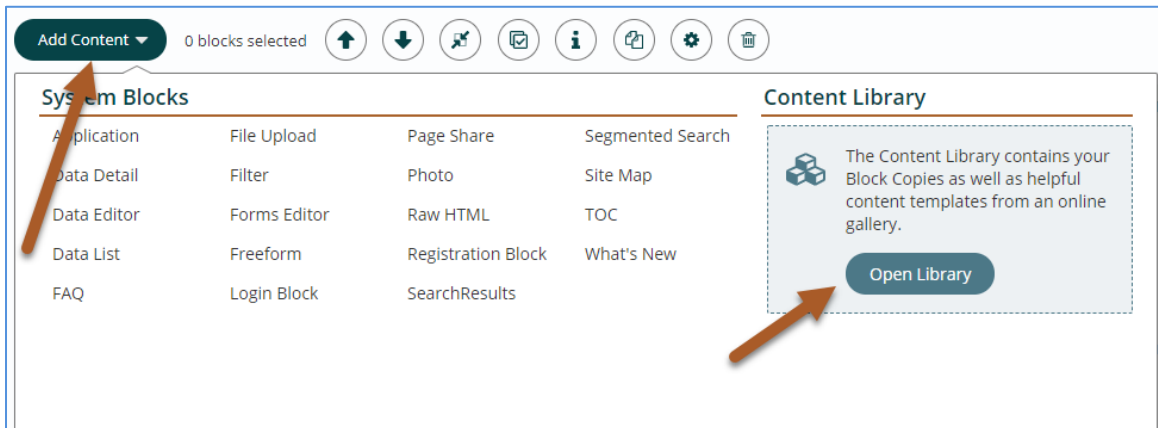 Add Content
0 blocks selected
System Blocks
Application
Data Detail
Data Editor
Data List
FAQ
File Upload
Filter
Forms Editor
Freeform
Login Block
Page Share
Photo
Raw HTML
Registration Block
SearchResults
Segmented Search
Site Map
TOC
What's New
Content Library
The Content Library contains your
Block Copies as well as helpful
content templates from an online
gallery.
Open Library